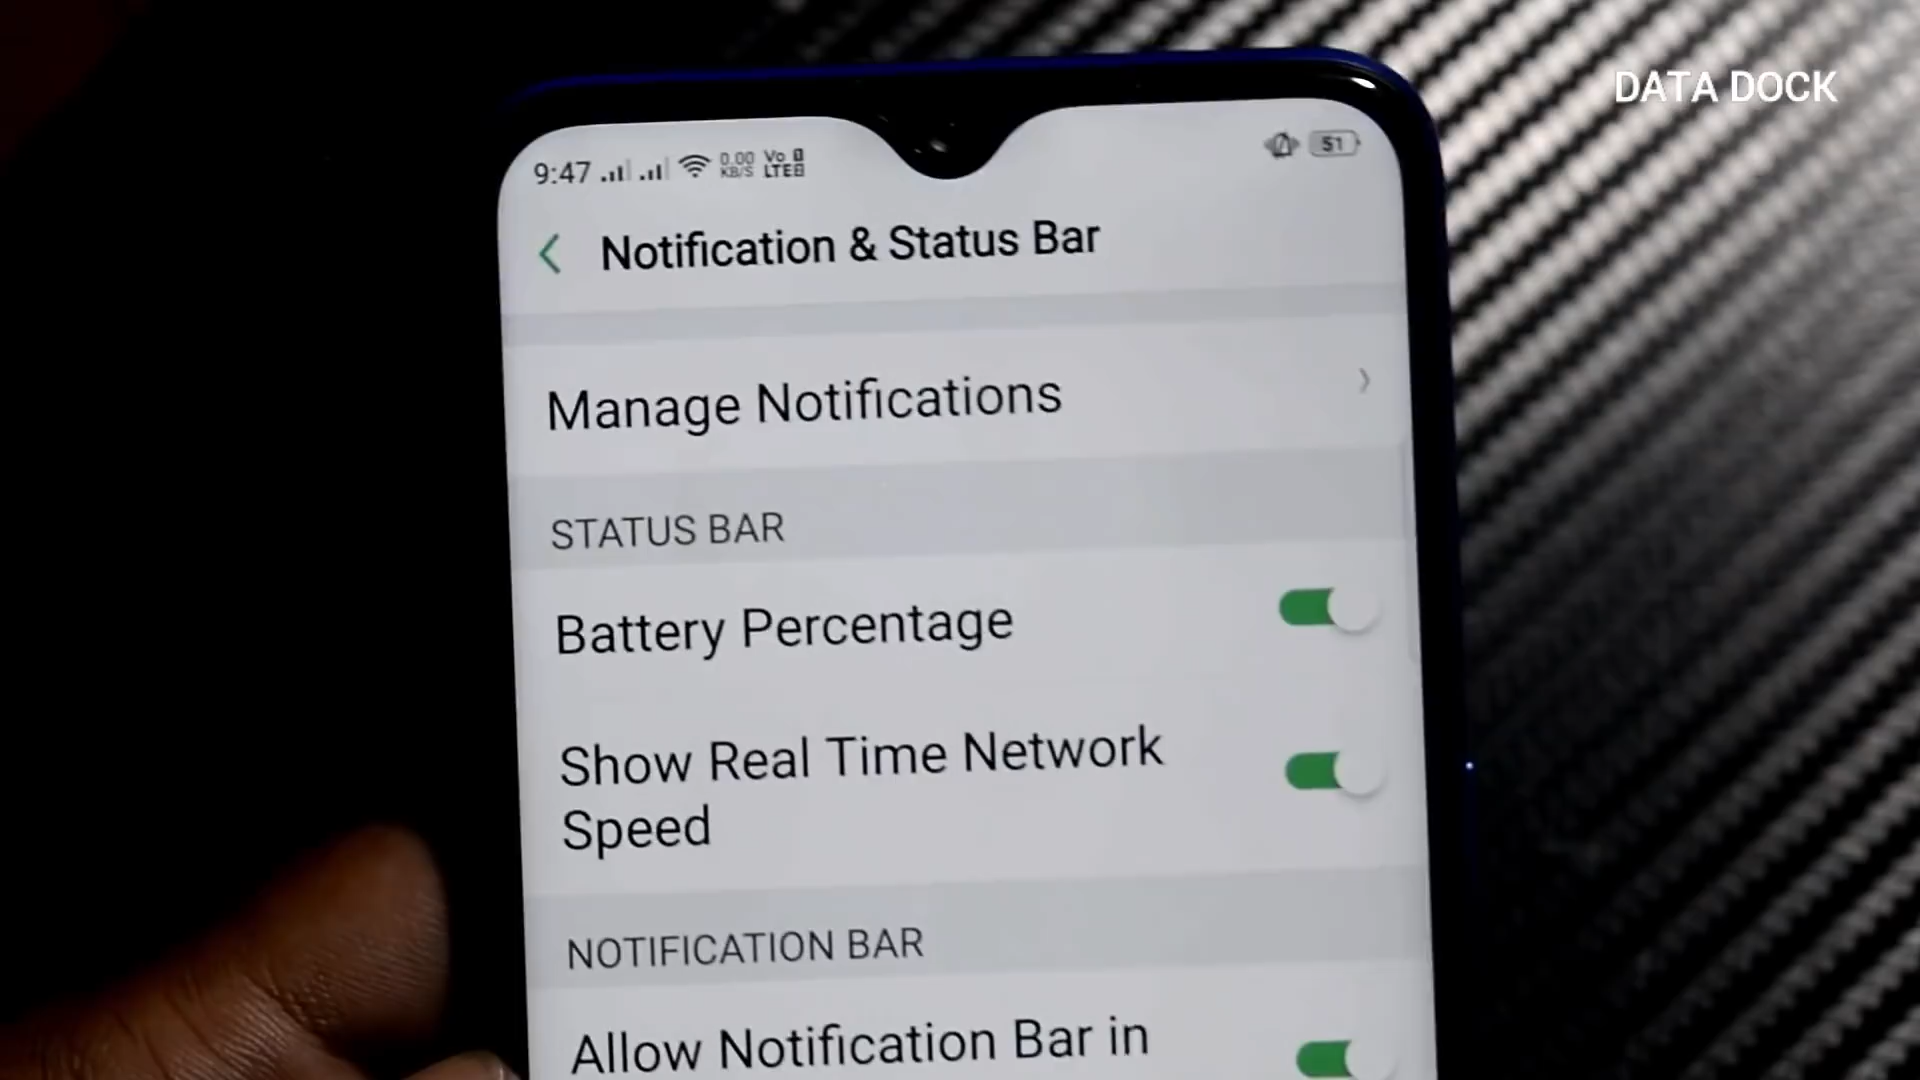 DATA DOCK
9:47 0.00 KB/S Vo LTE 51
Notification & Status Bar
Manage Notifications
STATUS BAR
Battery Percentage
Show Real Time Network
Speed
NOTIFICATION BAR
Allow Notification Bar in